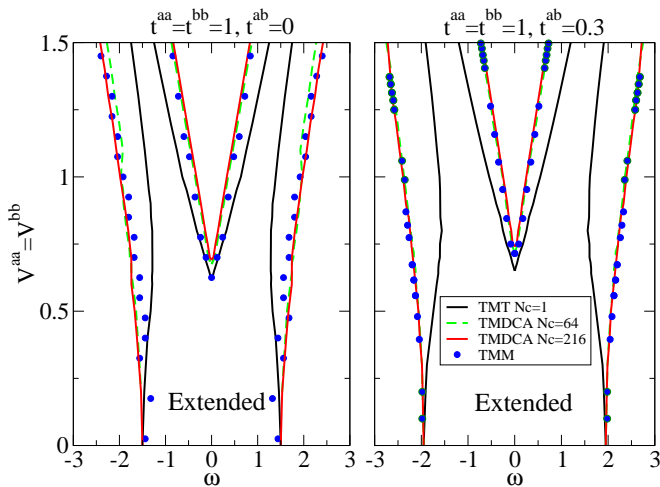 t^aa=t^bb=1, t^ab=0
t^aa=t^bb=1, t^ab=0.3
V^aa=V^bb
1.5
1
0.5
0
TMT Nc=1
TMDCA Nc=64
TMDCA Nc=216
TMM
Extended
Extended
-3 -2 -1 0 1 2 3
-3 -2 -1 0 1 2 3
ω
ω